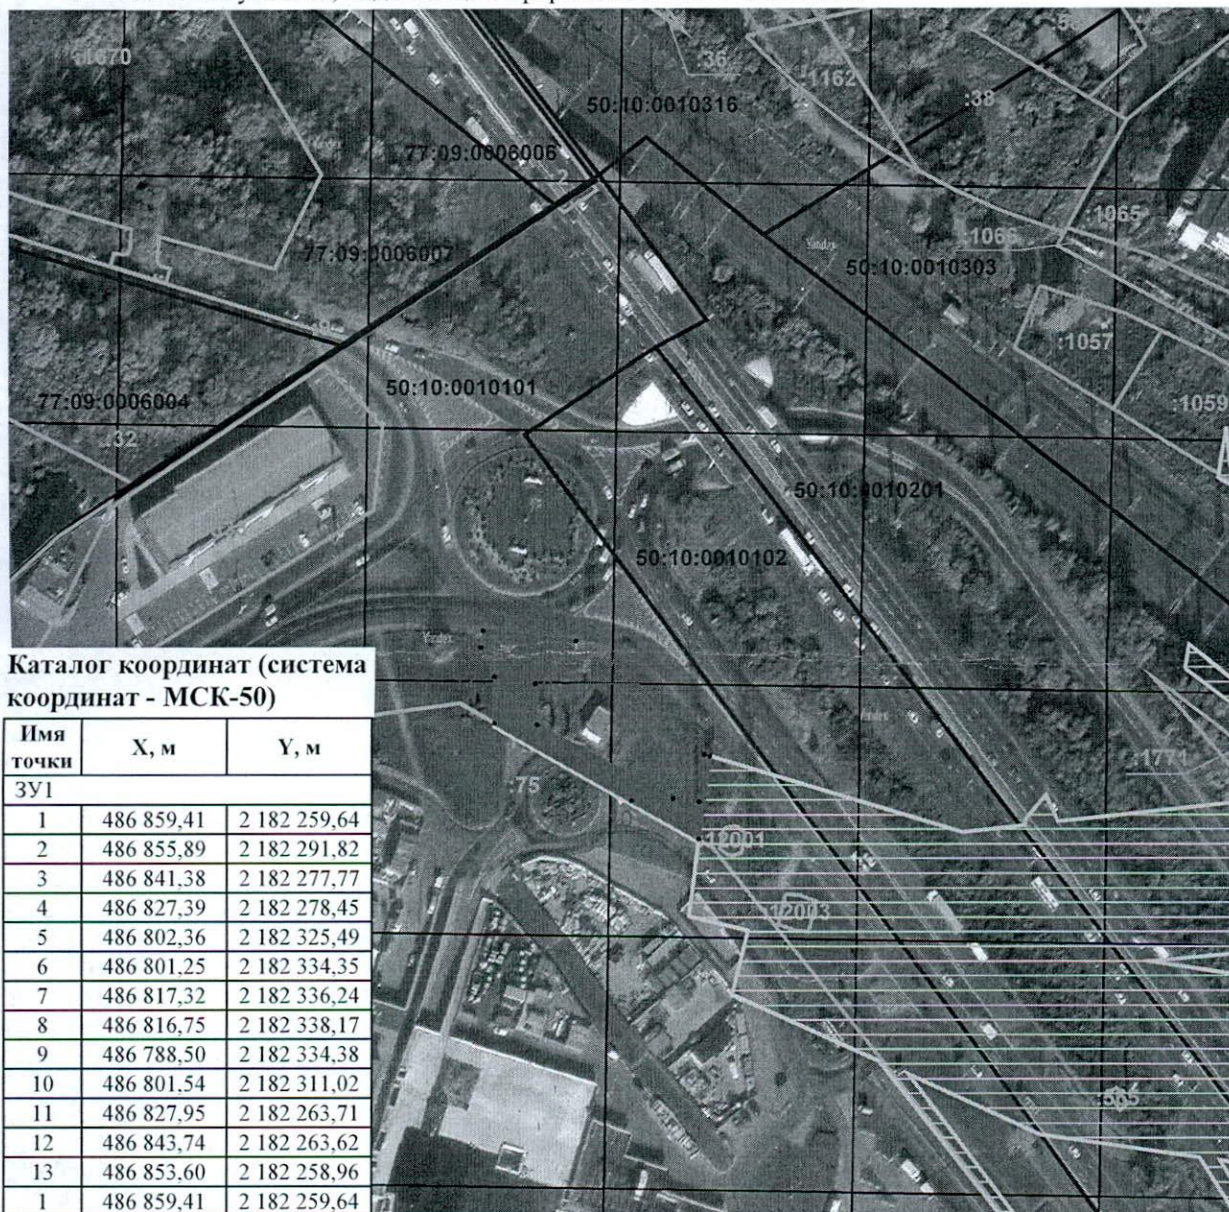 :11670
:36
:1162
50:10:0010316
:38
77:09:0006006
2
:1065
77:09:0006007
:1066
Yandex
50:10:0010303
:1057
50:10:0010101
77:09:0006004
:1059
:32
50:10:0010201
50:10:0010102
Yandex
Каталог координат (система
координат - МСК-50)
Имя точки X, м Y, м
ЗУ1
1 486 859,41 2 182 259,64
2 486 855,89 2 182 291,82
3 486 841,38 2 182 277,77
4 486 827,39 2 182 278,45
5 486 802,36 2 182 325,49
6 486 801,25 2 182 334,35
7 486 817,32 2 182 336,24
8 486 816,75 2 182 338,17
9 486 788,50 2 182 334,38
10 486 801,54 2 182 311,02
11 486 827,95 2 182 263,71
12 486 843,74 2 182 263,62
13 486 853,60 2 182 258,96
1 486 859,41 2 182 259,64
Yandex
:1771
:75
:12001
:12003
:565